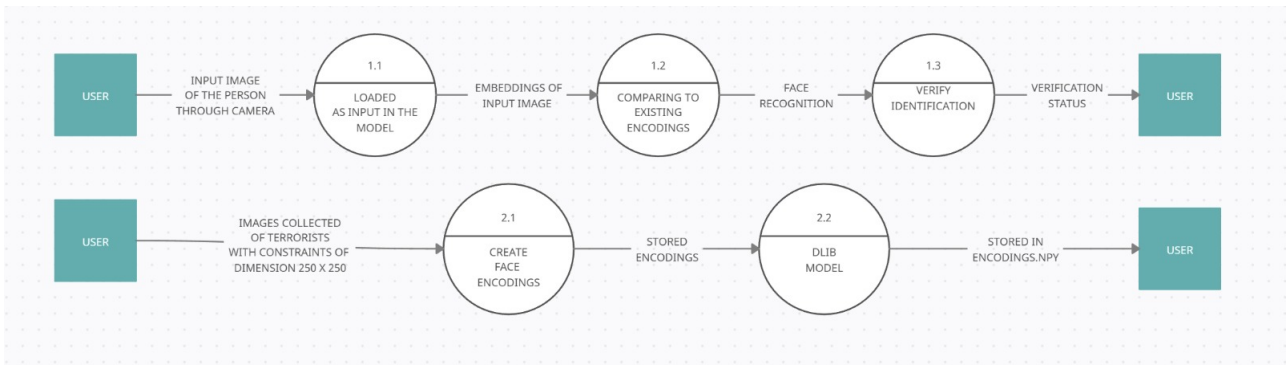 1.1
1.2
1.3
USER
INPUT IMAGE
OF THE PERSON
THROUGH CAMERA
LOADED
AS INPUT IN THE
MODEL
EMBEDDINGS OF
INPUT IMAGE
COMPARING TO
EXISTING
ENCODINGS
FACE
RECOGNITION
VERIFY
IDENTIFICATION
VERIFICATION
STATUS
USER
USER
IMAGES COLLECTED
OF TERRORISTS
WITH CONSTRAINTS OF
DIMENSION 250 X 250
2.1
CREATE
FACE
ENCODINGS
STORED
ENCODINGS
2.2
DLIB
MODEL
STORED IN
ENCODINGS.NPY
USER